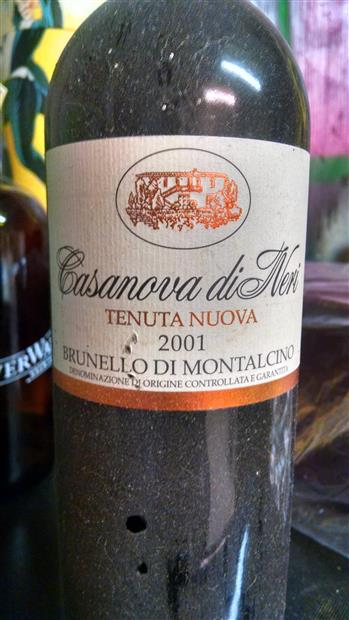 Casanova di Neri
TENUTA NUOVA
2001
BRUNELLO DI MONTALCINO
DENOMINAZIONE DI ORIGINE CONTROLLATA E GARANTITA